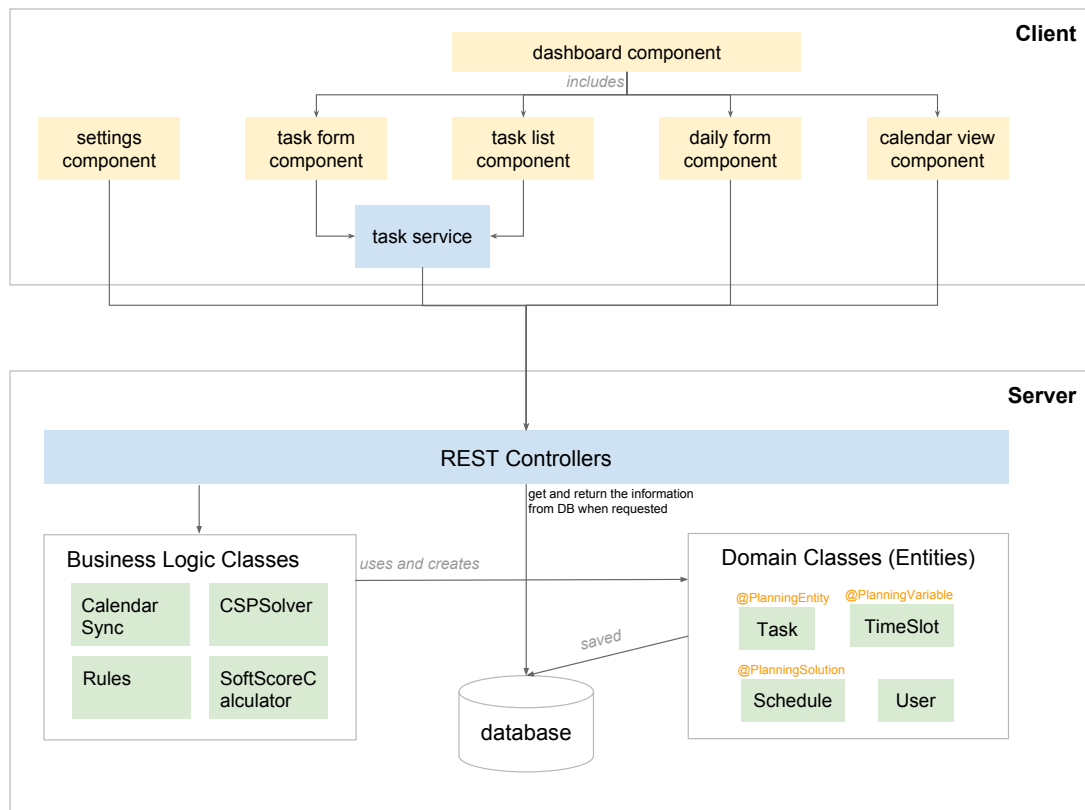 Client
dashboard component
includes
settings
component
task form
component
task list
component
daily form
component
calendar view
component
task service
Server
REST Controllers
get and return the information
from DB when requested
Business Logic Classes
Calendar
Sync
CSPSolver
Rules
SoftScoreC
alculator
uses and creates
Domain Classes (Entities)
@PlanningEntity
Task
@PlanningVariable
TimeSlot
@PlanningSolution
Schedule
User
saved
database